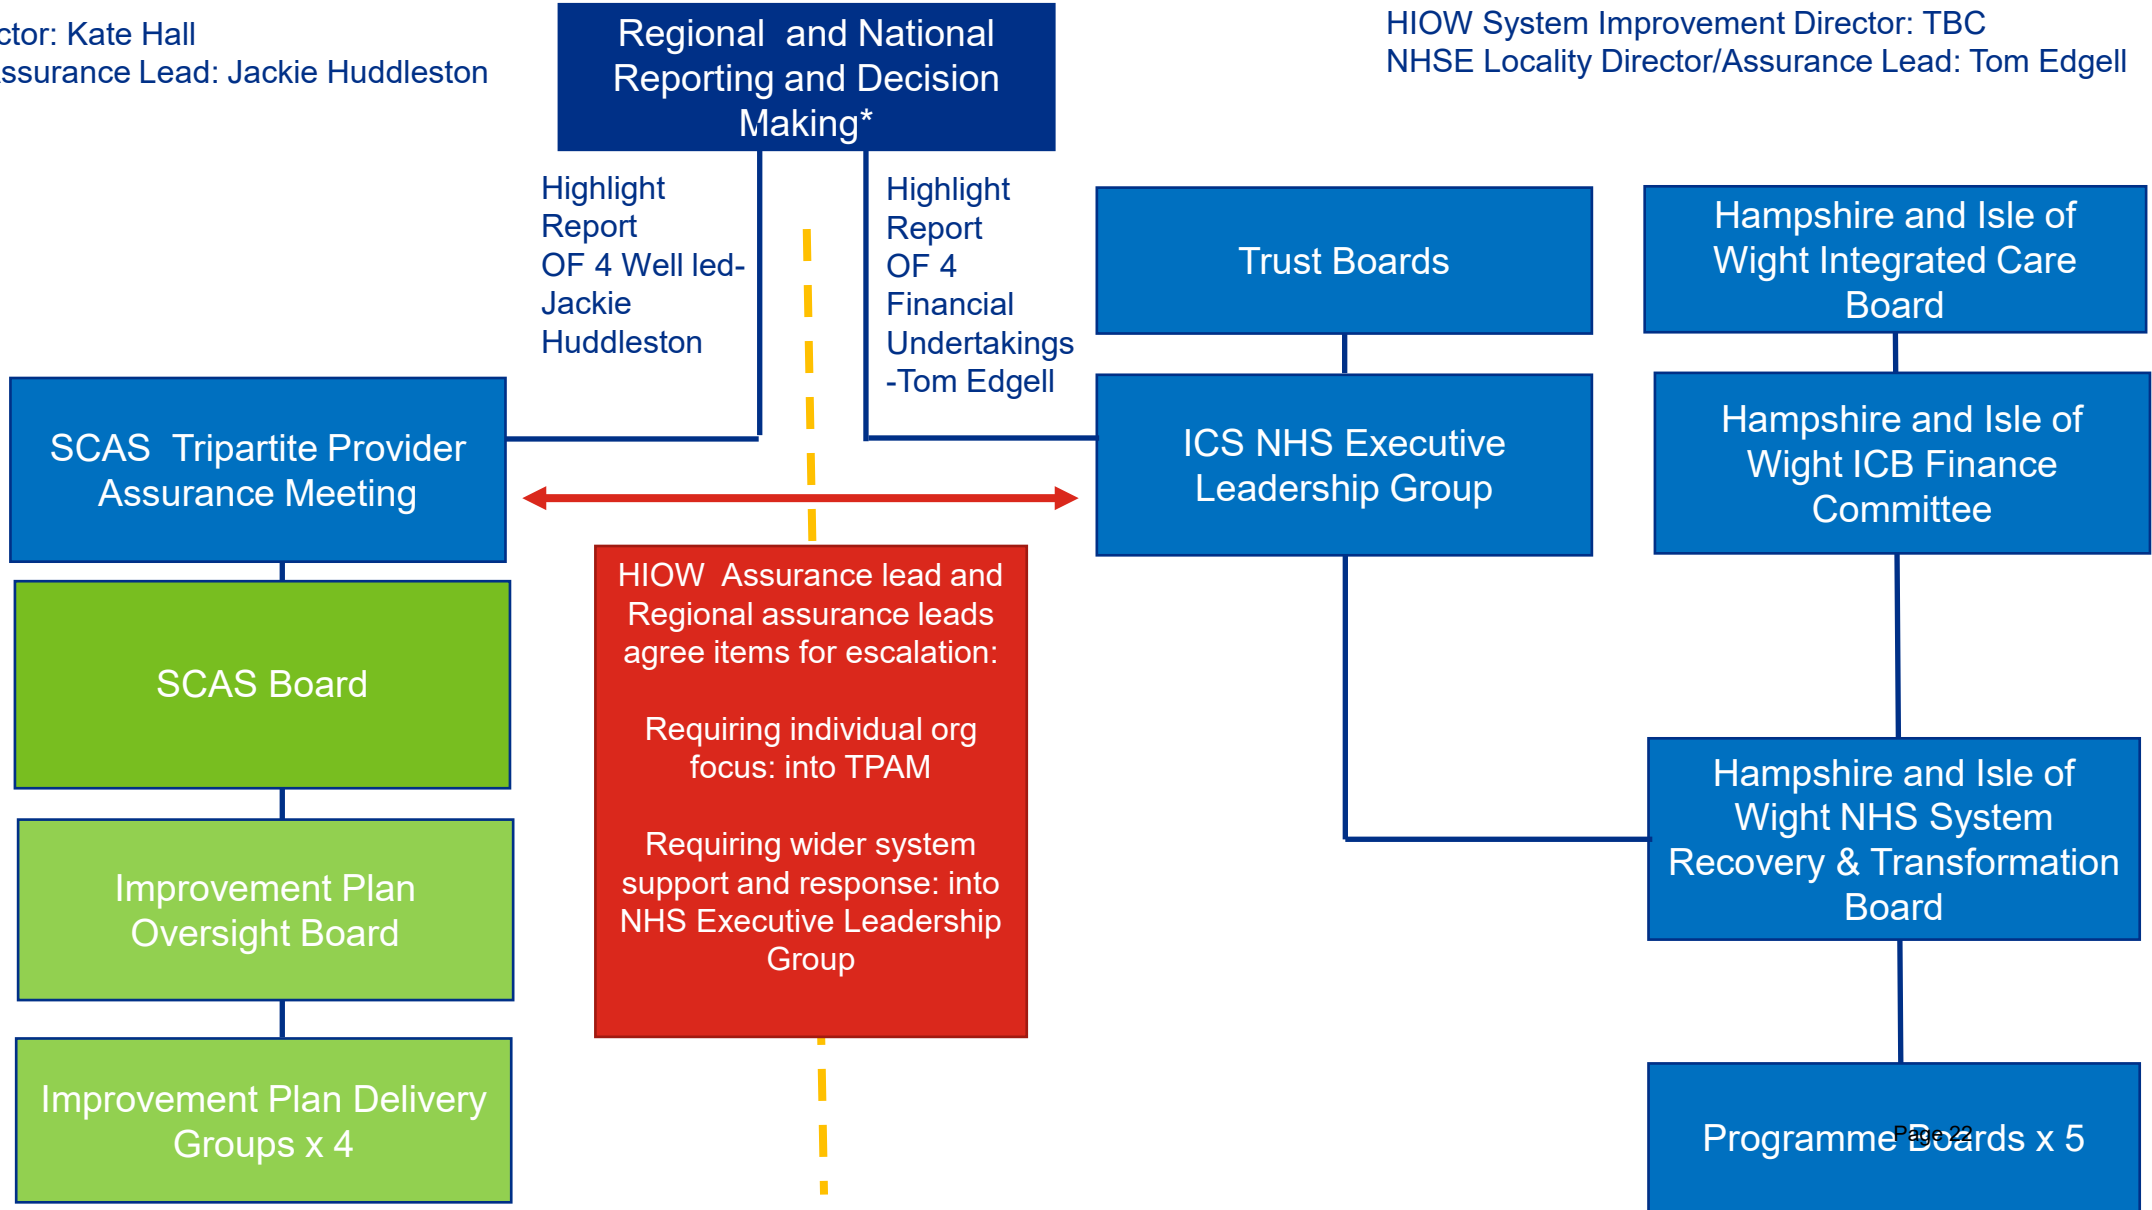 ctor: Kate Hall
Assurance Lead: Jackie Huddleston
Regional and National
Reporting and Decision
Making*
HIOW System Improvement Director: TBC
NHSE Locality Director/Assurance Lead: Tom Edgell
Highlight
Report
OF 4 Well led-
Jackie
Huddleston
Highlight
Report
OF 4
Financial
Undertakings
-Tom Edgell
Trust Boards
Hampshire and Isle of
Wight Integrated Care
Board
SCAS Tripartite Provider
Assurance Meeting
ICS NHS Executive
Leadership Group
Hampshire and Isle of
Wight ICB Finance
Committee
HIOW Assurance lead and
Regional assurance leads
agree items for escalation:
Requiring individual org
focus: into TPAM
Requiring wider system
support and response: into
NHS Executive Leadership
Group
SCAS Board
Improvement Plan
Oversight Board
Improvement Plan Delivery
Groups x 4
Hampshire and Isle of
Wight NHS System
Recovery & Transformation
Board
Programme Boards x 5
Page 22